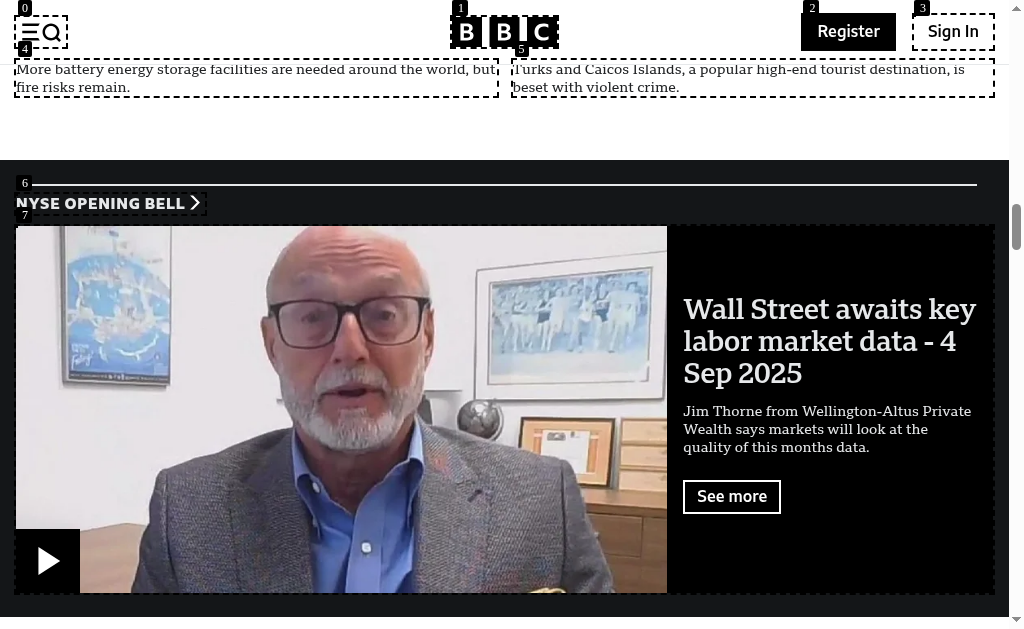 0
1
2
3
BBC
Register
Sign In
4
5
More battery energy storage facilities are needed around the world, but
fire risks remain.
Turks and Caicos Islands, a popular high-end tourist destination, is
beset with violent crime.
6
NYSE OPENING BELL
7
Wall Street awaits key
labor market data - 4
Sep 2025
Jim Thorne from Wellington-Altus Private
Wealth says markets will look at the
quality of this months data.
See more